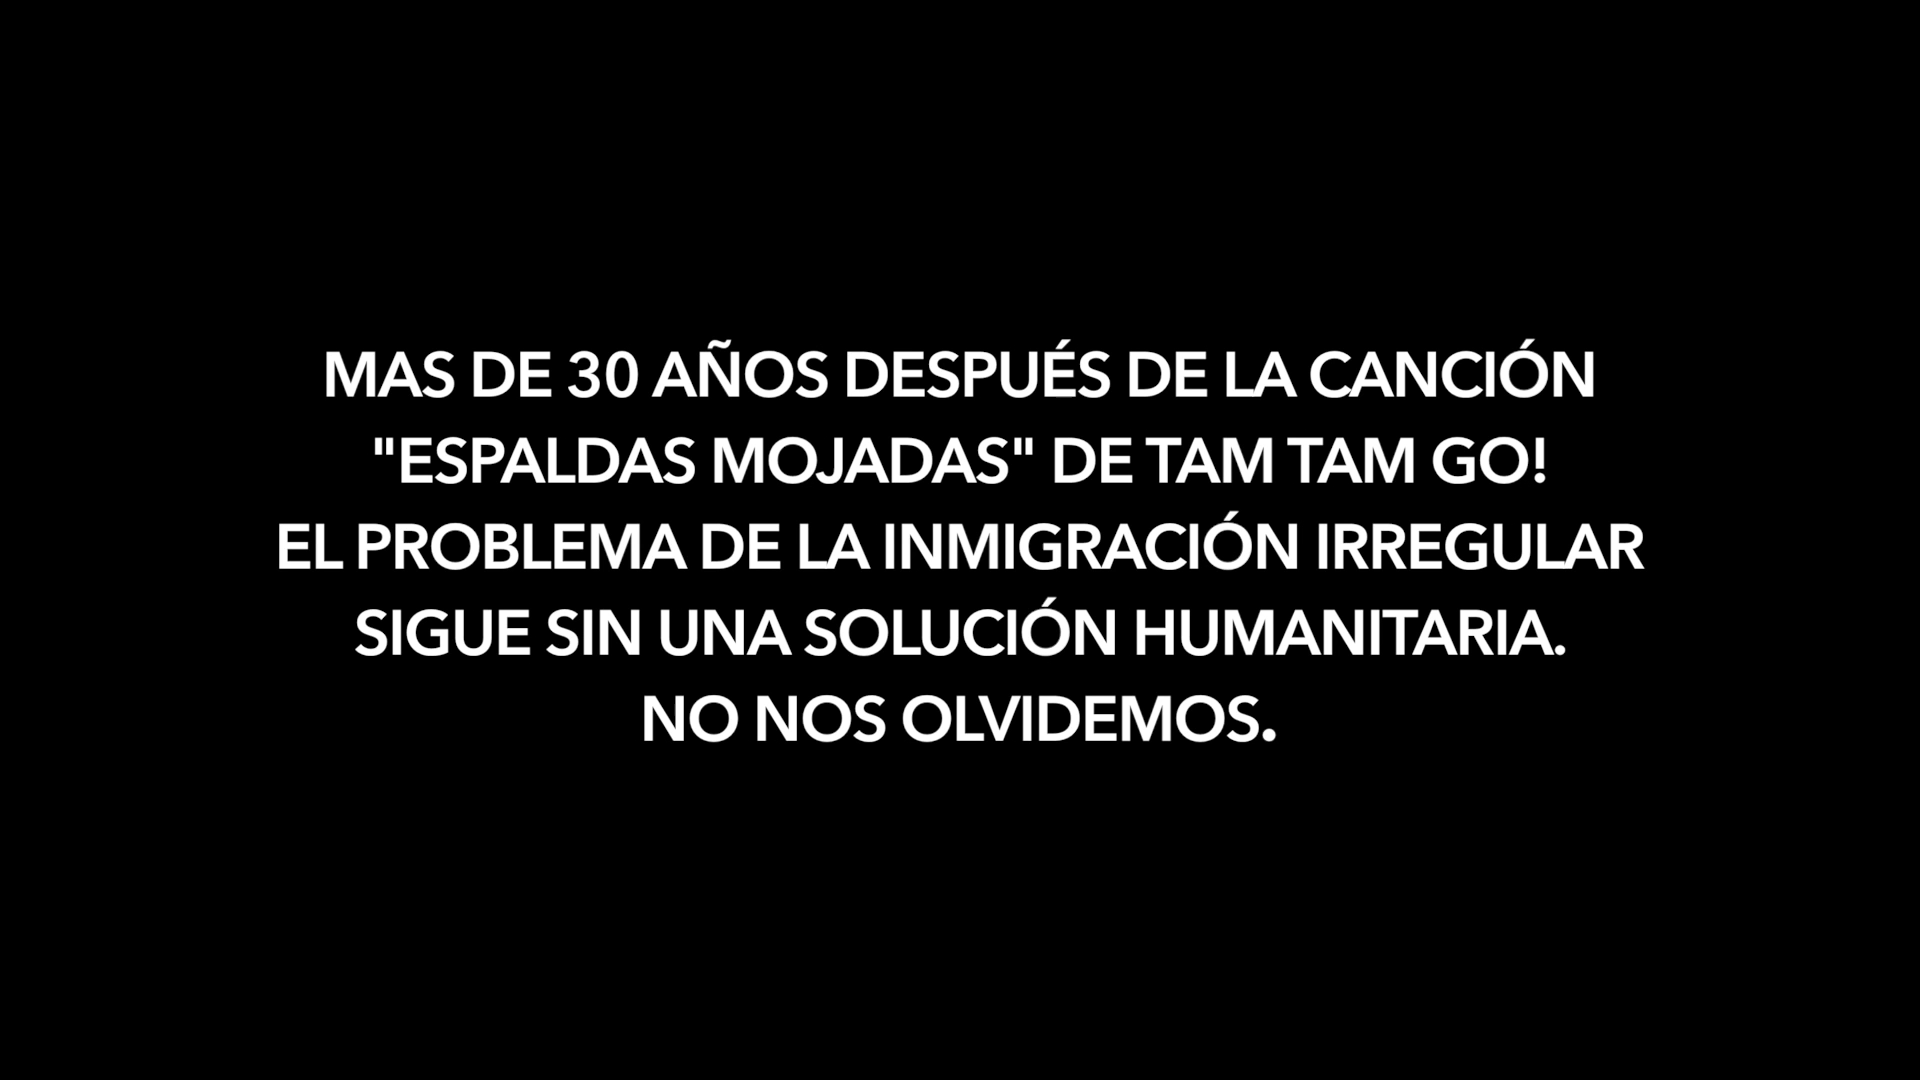 MAS DE 30 AÑOS DESPUÉS DE LA CANCIÓN
"ESPALDAS MOJADAS" DE TAM TAM GO!
EL PROBLEMA DE LA INMIGRACIÓN IRREGULAR
SIGUE SIN UNA SOLUCIÓN HUMANITARIA.
NO NOS OLVIDEMOS.